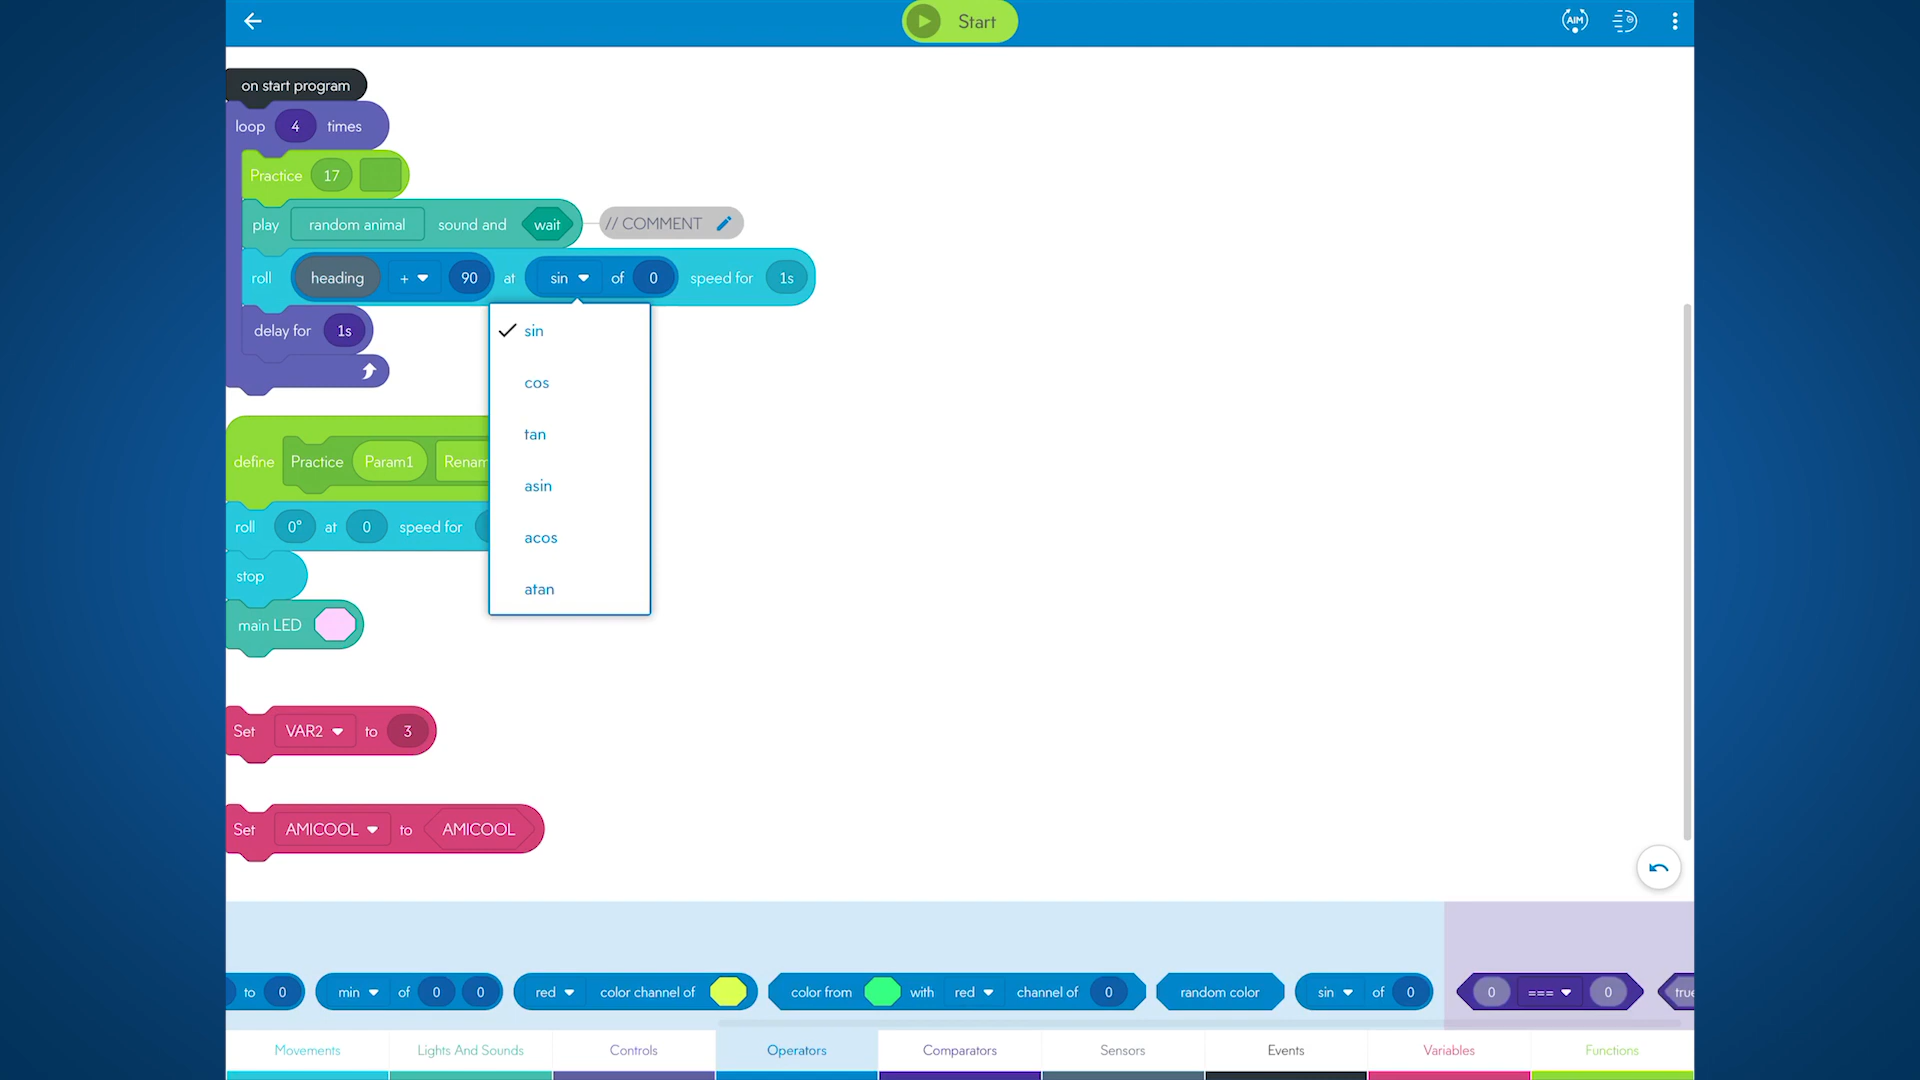 Start
AIM
on start program
loop 4 times
Practice 17
play random animal sound and wait // COMMENT
roll heading + 90 at sin of 0 speed for 1s
delay for 1s
sin
cos
tan
asin
acos
atan
define Practice Param1 Renam
roll 0° at 0 speed for
stop
main LED
Set VAR2 to 3
Set AMICOOL to AMICOOL
to 0 min of 0 0 red color channel of color from with red channel of 0 random color sin of 0 0 === 0 true
Movements Lights And Sounds Controls Operators Comparators Sensors Events Variables Functions